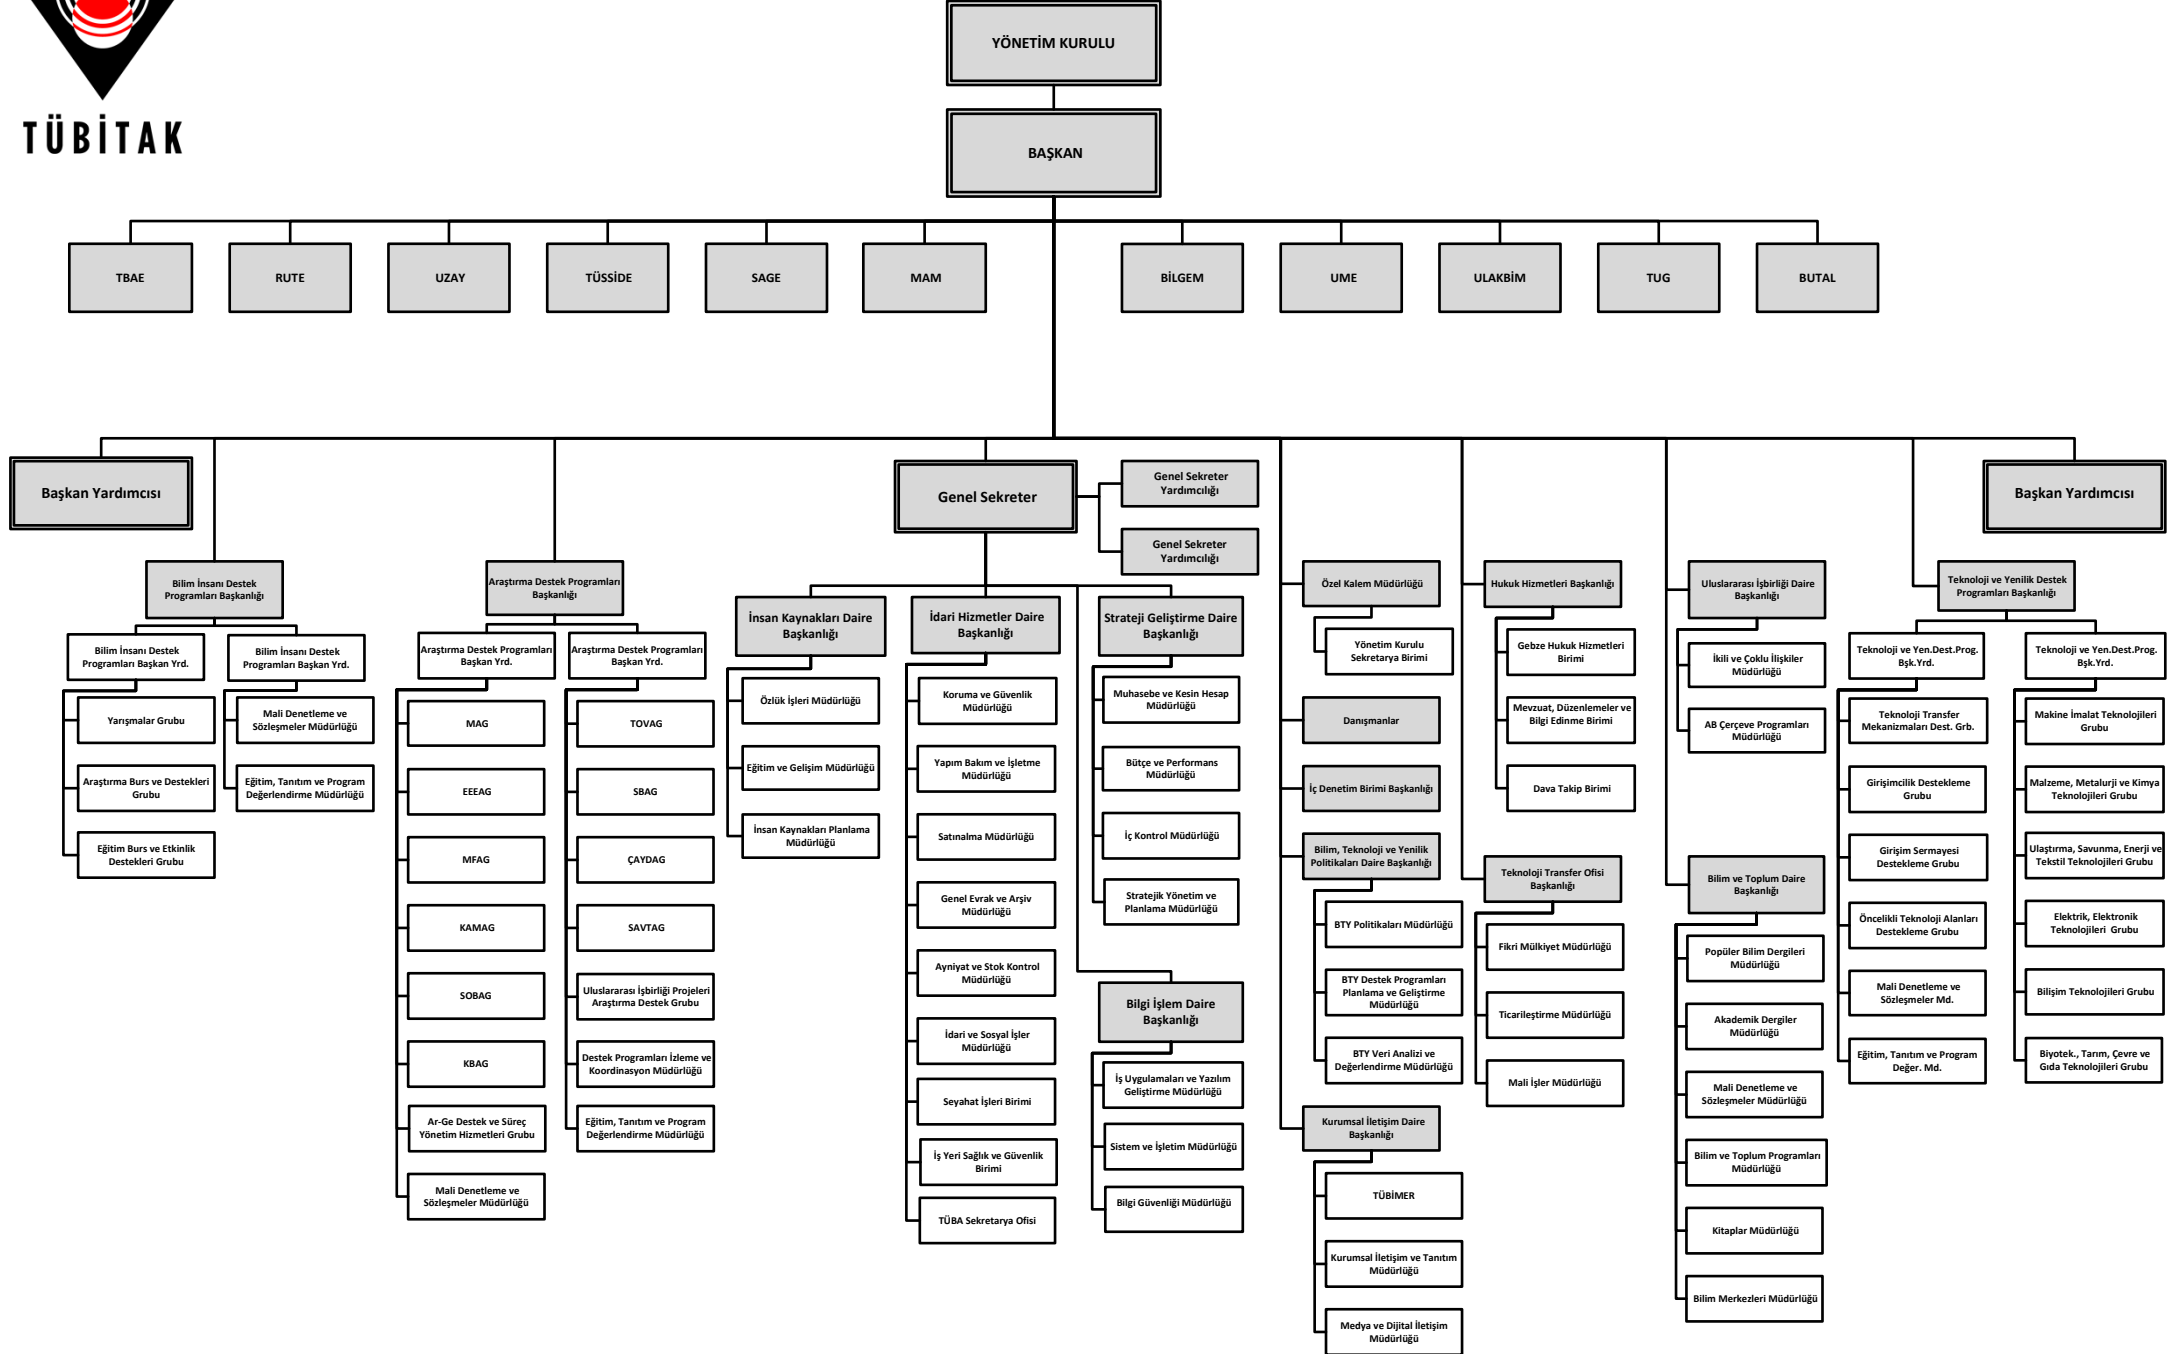 TÜBİTAK
YÖNETİM KURULU
BAŞKAN
TBAE
RUTE
UZAY
TÜSSİDE
SAGE
MAM
BİLGEM
UME
ULAKBİM
TUG
BUTAL
Başkan Yardımcısı
Genel Sekreter
Genel Sekreter
Yardımcılığı
Genel Sekreter
Yardımcılığı
Başkan Yardımcısı
Bilim İnsanı Destek
Programları Başkanlığı
Bilim İnsanı Destek
Programları Başkan Yrd.
Yarışmalar Grubu
Araştırma Burs ve Destekleri
Grubu
Eğitim Burs ve Etkinlik
Destekleri Grubu
Bilim İnsanı Destek
Programları Başkan Yrd.
Mali Denetleme ve
Sözleşmeler Müdürlüğü
Eğitim, Tanıtım ve Program
Değerlendirme Müdürlüğü
Araştırma Destek Programları
Başkanlığı
Araştırma Destek Programları
Başkan Yrd.
MAG
EEEAG
MFAG
KAMAG
SOBAG
KBAG
Ar-Ge Destek ve Süreç
Yönetim Hizmetleri Grubu
Mali Denetleme ve
Sözleşmeler Müdürlüğü
Araştırma Destek Programları
Başkan Yrd.
TOVAG
SBAG
ÇAYDAG
SAVTAG
Uluslararası İşbirliği Projeleri
Araştırma Destek Grubu
Destek Programları İzleme ve
Koordinasyon Müdürlüğü
Eğitim, Tanıtım ve Program
Değerlendirme Müdürlüğü
İnsan Kaynakları Daire
Başkanlığı
Özlük İşleri Müdürlüğü
Eğitim ve Gelişim Müdürlüğü
İnsan Kaynakları Planlama
Müdürlüğü
İdari Hizmetler Daire
Başkanlığı
Koruma ve Güvenlik
Müdürlüğü
Yapım Bakım ve İşletme
Müdürlüğü
Satınalma Müdürlüğü
Genel Evrak ve Arşiv
Müdürlüğü
Ayniyat ve Stok Kontrol
Müdürlüğü
İdari ve Sosyal İşler
Müdürlüğü
Seyahat İşleri Birimi
İş Yeri Sağlık ve Güvenlik
Birimi
TÜBA Sekretarya Ofisi
Strateji Geliştirme Daire
Başkanlığı
Muhasebe ve Kesin Hesap
Müdürlüğü
Bütçe ve Performans
Müdürlüğü
İç Kontrol Müdürlüğü
Stratejik Yönetim ve
Planlama Müdürlüğü
Bilgi İşlem Daire
Başkanlığı
İş Uygulamaları ve Yazılım
Geliştirme Müdürlüğü
Sistem ve İşletim Müdürlüğü
Bilgi Güvenliği Müdürlüğü
Özel Kalem Müdürlüğü
Yönetim Kurulu
Sekretarya Birimi
Danışmanlar
İç Denetim Birimi Başkanlığı
Bilim, Teknoloji ve Yenilik
Politikaları Daire Başkanlığı
BTY Politikaları Müdürlüğü
BTY Destek Programları
Planlama ve Geliştirme
Müdürlüğü
BTY Veri Analizi ve
Değerlendirme Müdürlüğü
Kurumsal İletişim Daire
Başkanlığı
TÜBİMER
Kurumsal İletişim ve Tanıtım
Müdürlüğü
Medya ve Dijital İletişim
Müdürlüğü
Hukuk Hizmetleri Başkanlığı
Gebze Hukuk Hizmetleri
Birimi
Mevzuat, Düzenlemeler ve
Bilgi Edinme Birimi
Dava Takip Birimi
Teknoloji Transfer Ofisi
Başkanlığı
Fikri Mülkiyet Müdürlüğü
Ticarileştirme Müdürlüğü
Mali İşler Müdürlüğü
Uluslararası İşbirliği Daire
Başkanlığı
İkili ve Çoklu İlişkiler
Müdürlüğü
AB Çerçeve Programları
Müdürlüğü
Bilim ve Toplum Daire
Başkanlığı
Popüler Bilim Dergileri
Müdürlüğü
Akademik Dergiler
Müdürlüğü
Mali Denetleme ve
Sözleşmeler Müdürlüğü
Bilim ve Toplum Programları
Müdürlüğü
Kitaplar Müdürlüğü
Bilim Merkezleri Müdürlüğü
Teknoloji ve Yenilik Destek
Programları Başkanlığı
Teknoloji ve Yen.Dest.Prog.
Bşk.Yrd.
Teknoloji Transfer
Mekanizmaları Dest. Grb.
Girişimcilik Destekleme
Grubu
Girişim Sermayesi
Destekleme Grubu
Öncelikli Teknoloji Alanları
Destekleme Grubu
Mali Denetleme ve
Sözleşmeler Md.
Eğitim, Tanıtım ve Program
Değer. Md.
Teknoloji ve Yen.Dest.Prog.
Bşk.Yrd.
Makine İmalat Teknolojileri
Grubu
Malzeme, Metalurji ve Kimya
Teknolojileri Grubu
Ulaştırma, Savunma, Enerji ve
Tekstil Teknolojileri Grubu
Elektrik, Elektronik
Teknolojileri Grubu
Bilişim Teknolojileri Grubu
Biyotek., Tarım, Çevre ve
Gıda Teknolojileri Grubu